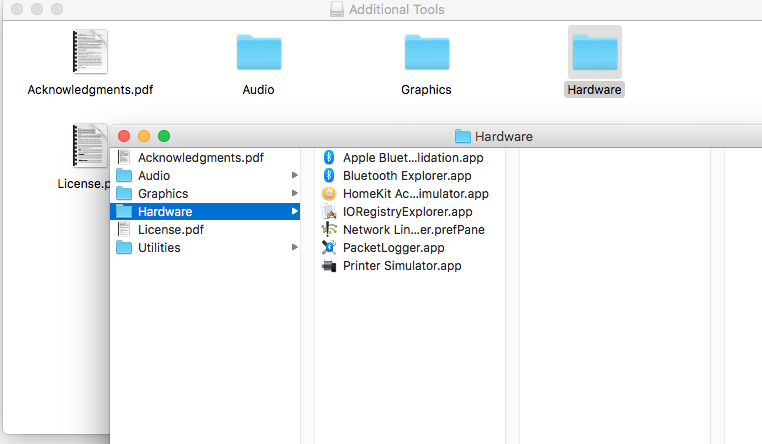 Additional Tools
Acknowledgments.pdf
Audio
Graphics
Hardware
License.p
Hardware
Acknowledgments.pdf
Audio
Graphics
Hardware
License.pdf
Utilities
Apple Bluet...lidation.app
Bluetooth Explorer.app
HomeKit Ac...imulator.app
IORegistryExplorer.app
Network Lin...er.prefPane
PacketLogger.app
Printer Simulator.app